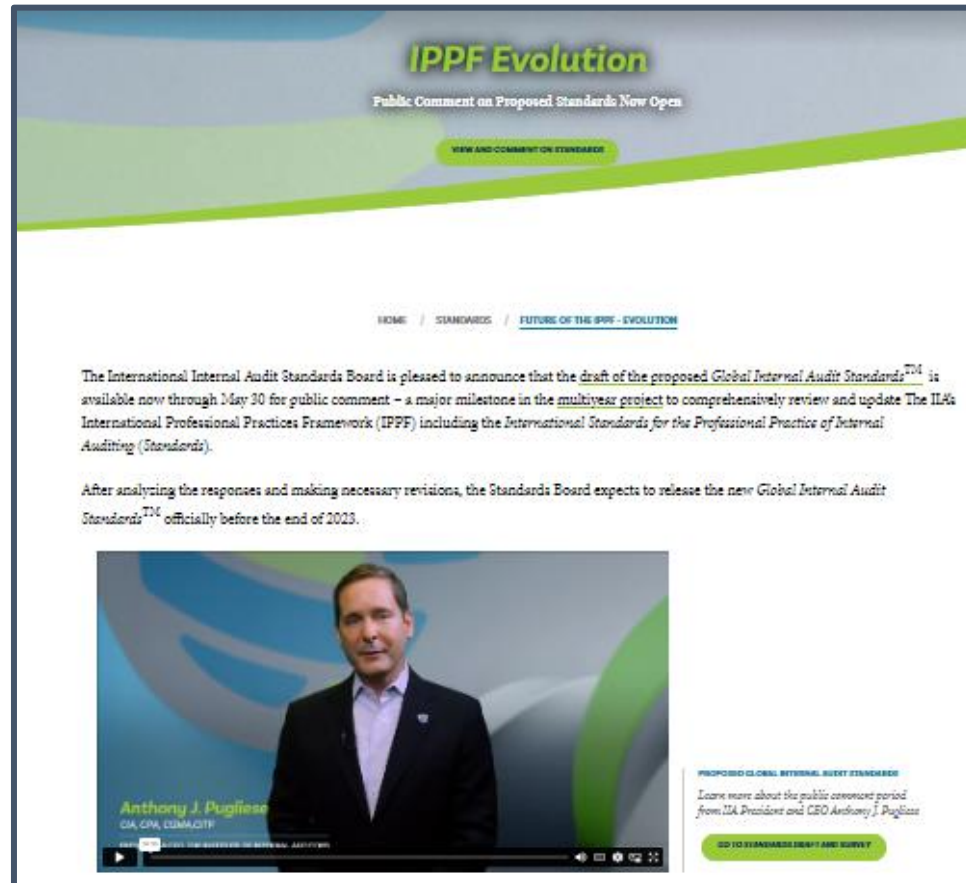 IPPF Evolution
Public Comment on Proposed Standards Now Open
VIEW AND COMMENT ON STANDARDS
HOME / STANDARDS / FUTURE OF THE IPPF - EVOLUTION
The International Internal Audit Standards Board is pleased to announce that the draft of the proposed Global Internal Audit Standards™ is
available now through May 30 for public comment – a major milestone in the multiyear project to comprehensively review and update The IIA's
International Professional Practices Framework (IPPF) including the International Standards for the Professional Practice of Internal
Auditing (Standards).
After analyzing the responses and making necessary revisions, the Standards Board expects to release the new Global Internal Audit
Standards™ officially before the end of 2023.
Anthony J. Pugliese
CIA, CPA, CGMA, CITP
PROPOSED GLOBAL INTERNAL AUDIT STANDARDS
Learn more about the public comment period
from IIA President and CEO Anthony J. Pugliese
GO TO STANDARDS DRAFT AND SURVEY